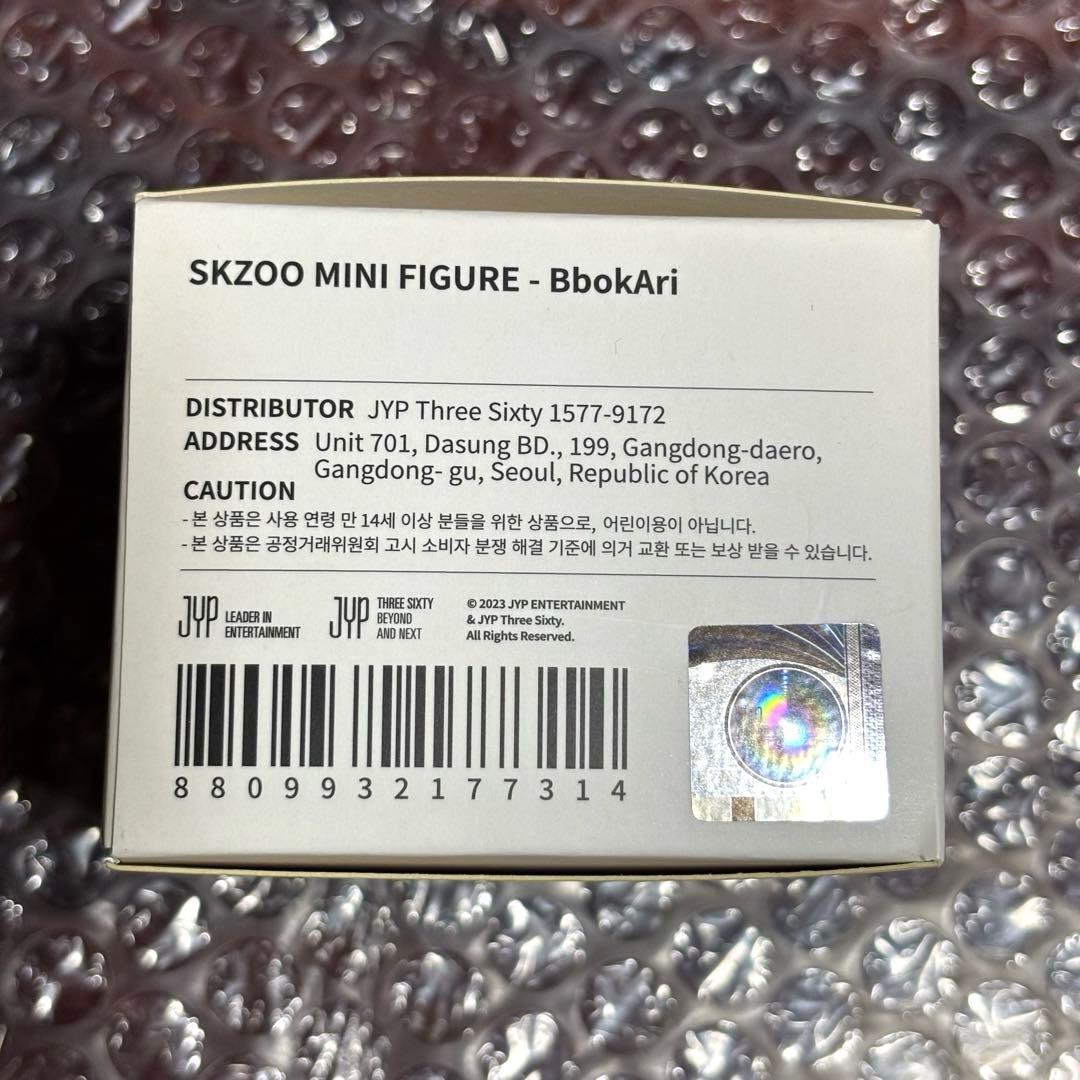 SKZOO MINI FIGURE - BbokAri
DISTRIBUTOR JYP Three Sixty 1577-9172
ADDRESS Unit 701, Dasung BD., 199, Gangdong-daero,
Gangdong- gu, Seoul, Republic of Korea
CAUTION
- 본 상품은 사용 연령 만 14세 이상 분들을 위한 상품으로, 어린이용이 아닙니다.
- 본 상품은 공정거래위원회 고시 소비자 분쟁 해결 기준에 의거 교환 또는 보상 받을 수 있습니다.
JYP LEADER IN
ENTERTAINMENT
JYP THREE SIXTY
BEYOND
AND NEXT
© 2023 JYP ENTERTAINMENT
& JYP Three Sixty.
All Rights Reserved.
8809932177314